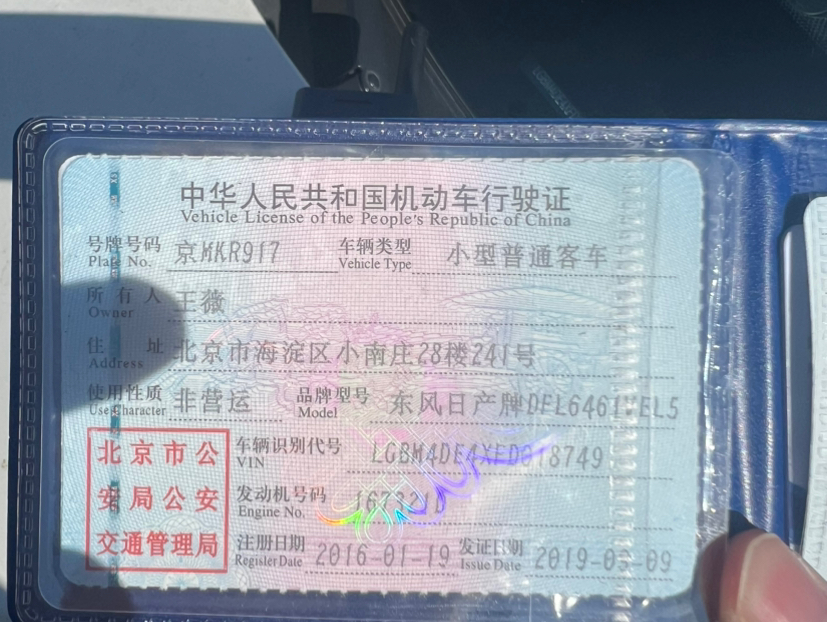 中华人民共和国机动车行驶证
Vehicle License of the People's Republic of China
号牌号码 京MKR917 车辆类型 小型普通客车
Plate No. Vehicle Type
所有人 王薇
Owner
住址 北京市海淀区小南庄28楼241号
Address
使用性质 非营运 品牌型号 东风日产牌
Use Character Model
北京市公 车辆识别代号
VIN
安局公安 发动机号码
Engine No.
交通管理局 注册日期 2016-01-19 发证日期
Register Date Issue Date